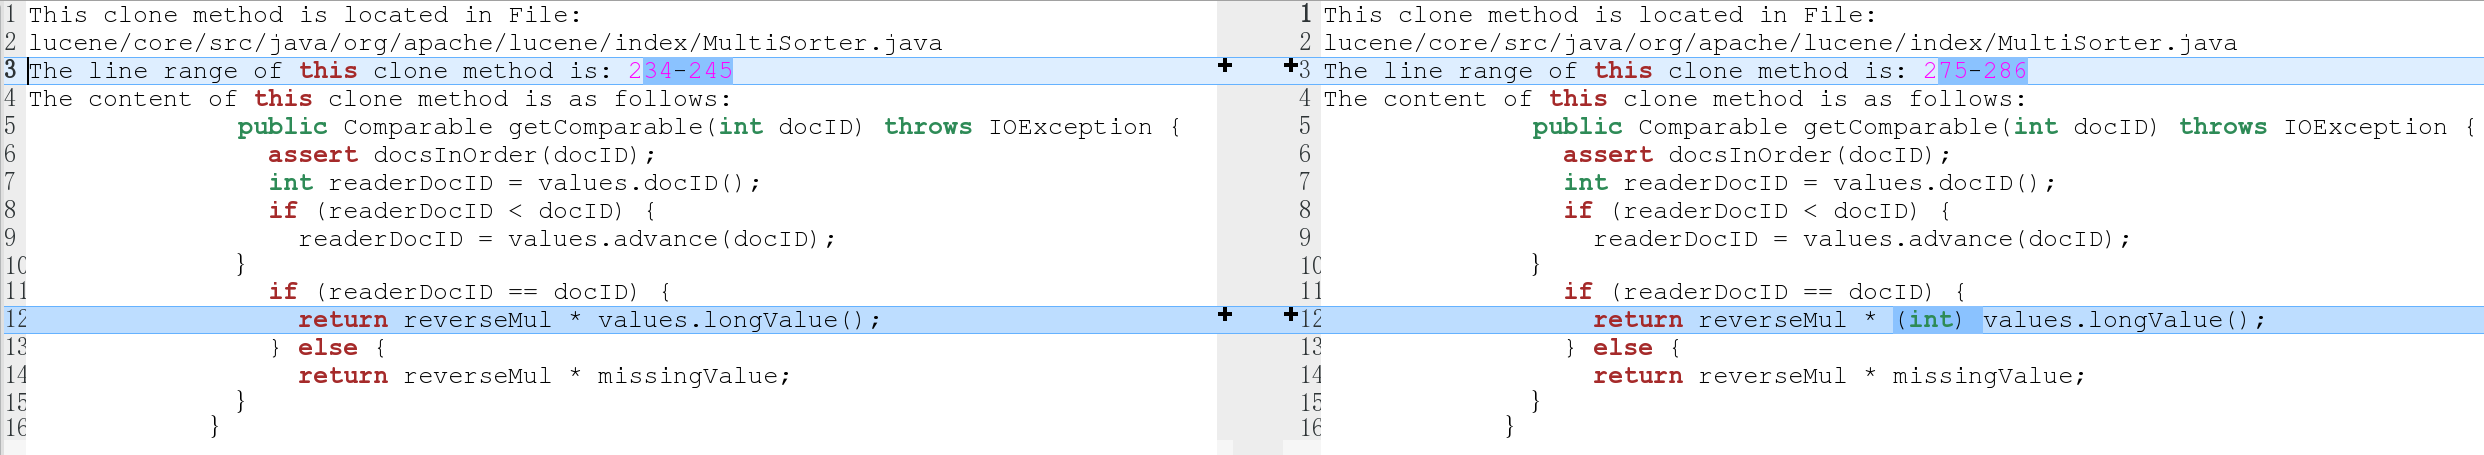 1 This clone method is located in File:
2 lucene/core/src/java/org/apache/lucene/index/MultiSorter.java
3 The line range of this clone method is: 234-245
4 The content of this clone method is as follows:
5 public Comparable getComparable(int docID) throws IOException {
6 assert docsInOrder(docID);
7 int readerDocID = values.docID();
8 if (readerDocID < docID) {
9 readerDocID = values.advance(docID);
10 }
11 if (readerDocID == docID) {
12 return reverseMul * values.longValue();
13 } else {
14 return reverseMul * missingValue;
15 }
16 }
1 This clone method is located in File:
2 lucene/core/src/java/org/apache/lucene/index/MultiSorter.java
3 The line range of this clone method is: 275-286
4 The content of this clone method is as follows:
5 public Comparable getComparable(int docID) throws IOException {
6 assert docsInOrder(docID);
7 int readerDocID = values.docID();
8 if (readerDocID < docID) {
9 readerDocID = values.advance(docID);
10 }
11 if (readerDocID == docID) {
12 return reverseMul * (int) values.longValue();
13 } else {
14 return reverseMul * missingValue;
15 }
16 }